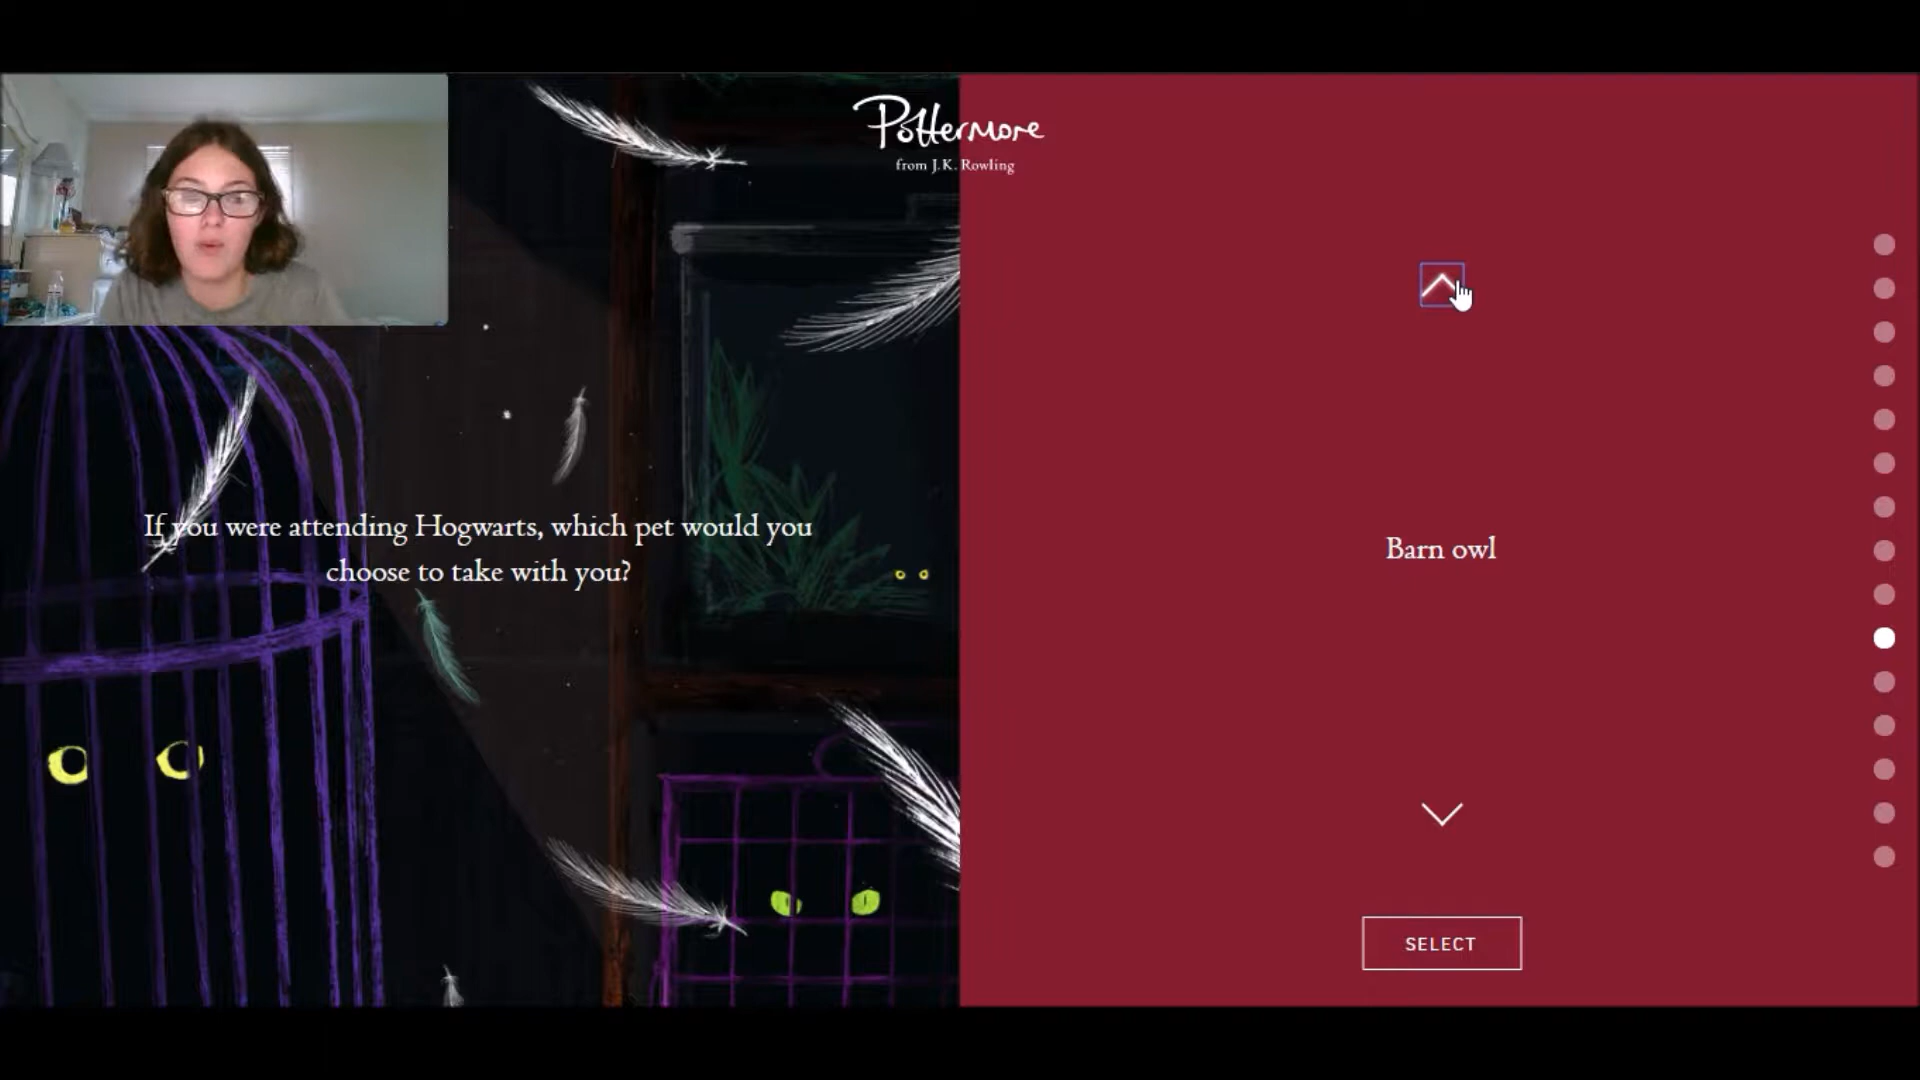 Pottermore
from J.K. Rowling
If you were attending Hogwarts, which pet would you
choose to take with you?
Barn owl
SELECT